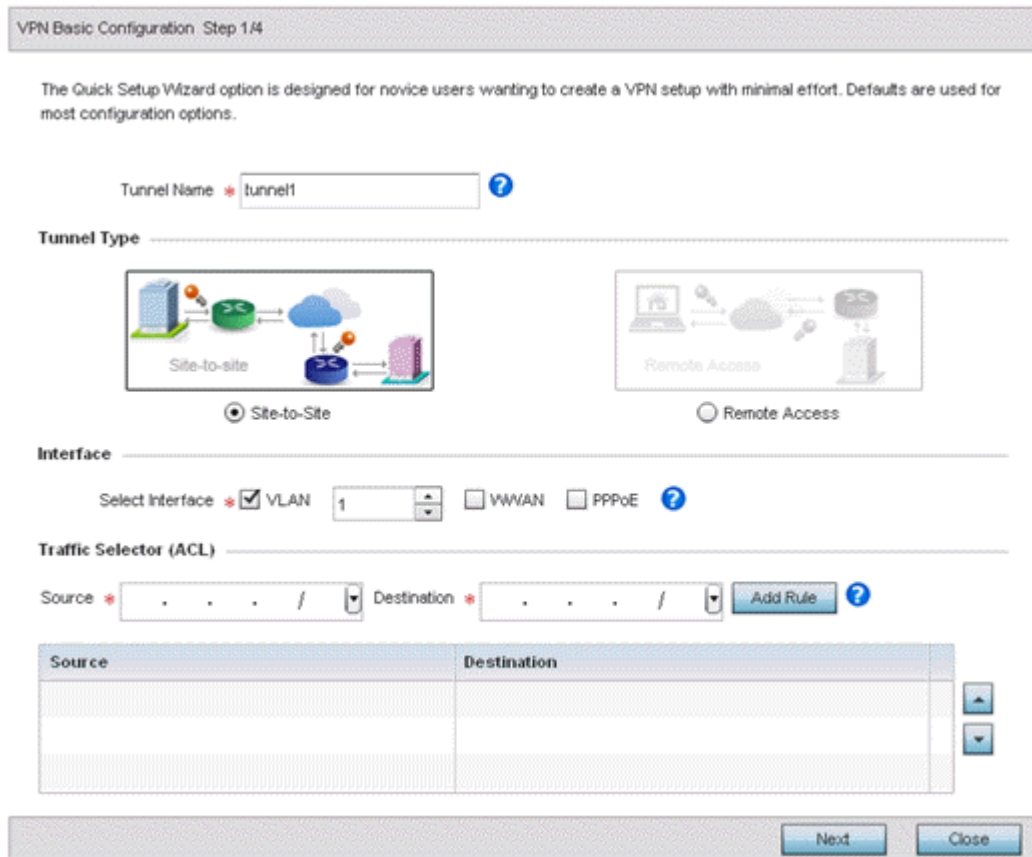 VPN Basic Configuration Step 1/4
The Quick Setup Wizard option is designed for novice users wanting to create a VPN setup with minimal effort. Defaults are used for
most configuration options.
Tunnel Name * tunnel1 ?
Tunnel Type
Site-to-site
Remote Access
Site-to-Site
Remote Access
Interface
Select Interface * VLAN 1 WWAN PPPoE ?
Traffic Selector (ACL)
Source * . . . / Destination * . . . / Add Rule ?
Source Destination
Next Close